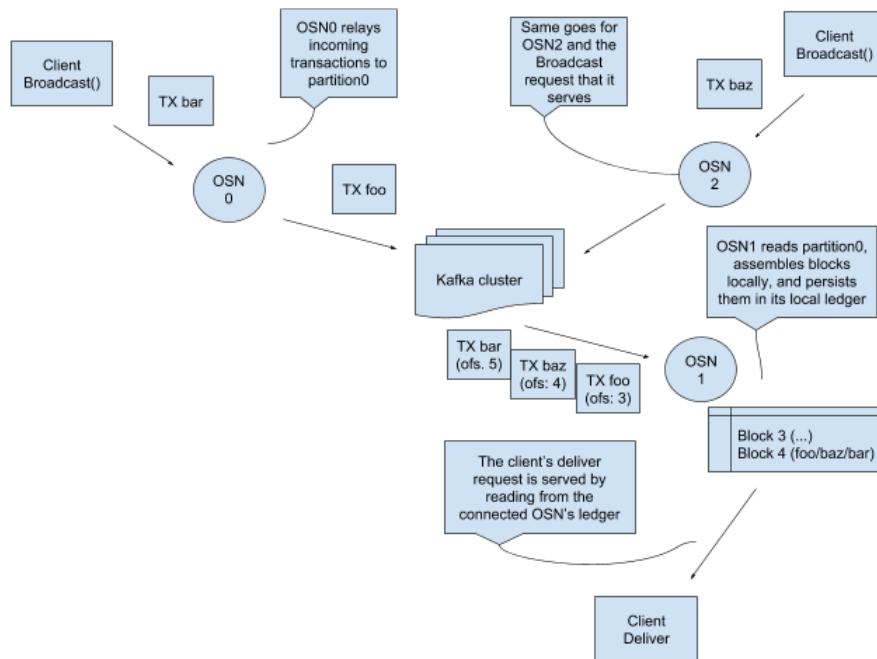 Client
Broadcast()
TX bar
OSN0 relays
incoming
transactions to
partition0
Same goes for
OSN2 and the
Broadcast
request that it
serves
TX baz
Client
Broadcast()
OSN
0
TX foo
OSN
2
Kafka cluster
OSN1 reads partition0,
assembles blocks
locally, and persists
them in its local ledger
TX bar
(ofs. 5)
TX baz
(ofs: 4)
TX foo
(ofs: 3)
OSN
1
Block 3 (...)
Block 4 (foo/baz/bar)
The client's deliver
request is served by
reading from the
connected OSN's ledger
Client
Deliver